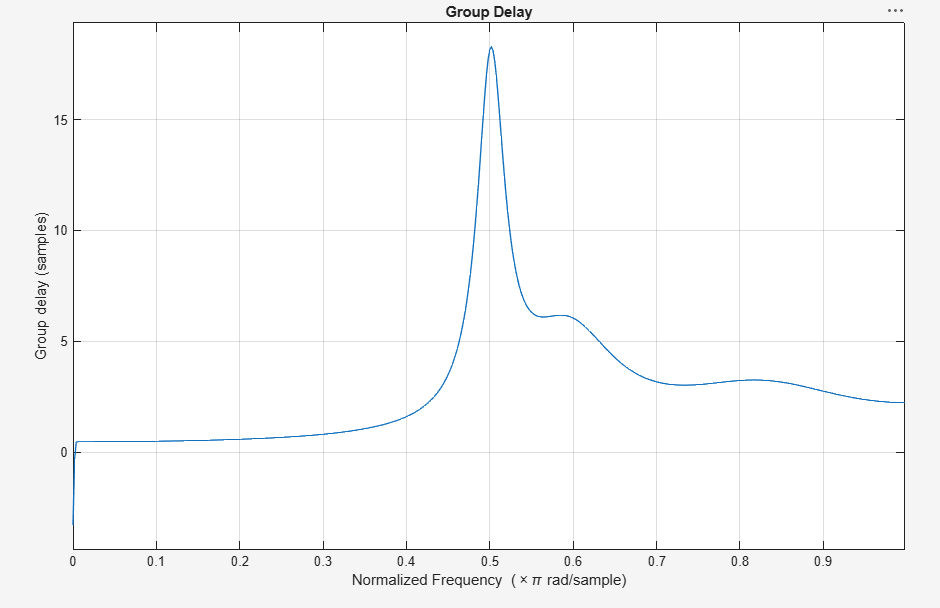 Group Delay
15
10
5
0
Group delay (samples)
0 0.1 0.2 0.3 0.4 0.5 0.6 0.7 0.8 0.9
Normalized Frequency (× π rad/sample)